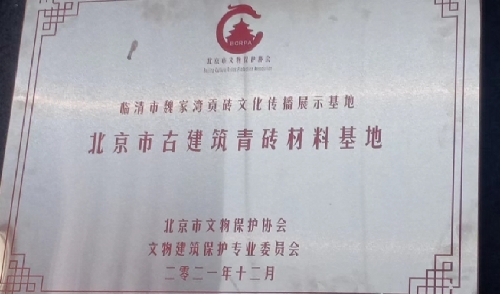 北京市文物保护协会
临清市魏家湾贡砖文化传播展示基地
北京市古建筑青砖材料基地
北京市文物保护协会
文物建筑保护专业委员会
二零二一年十二月